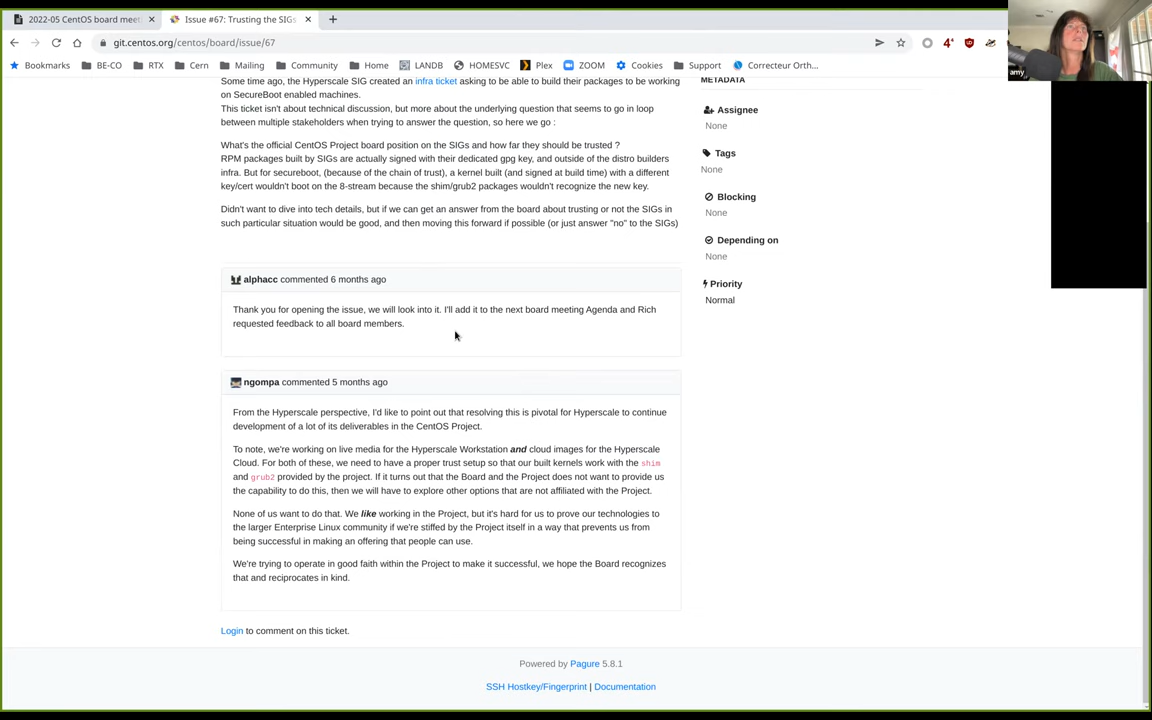 2022-05 CentOS board meet
Issue #67: Trusting the SIGs
git.centos.org/centos/board/issue/67
Bookmarks BE-CO RTX Cern Mailing Community Home LANDB HOMESVC Plex ZOOM Cookies Support Correcteur Orth...
amy
Some time ago, the Hyperscale SIG created an infra ticket asking to be able to build their packages to be working
on SecureBoot enabled machines.
This ticket isn't about technical discussion, but more about the underlying question that seems to go in loop
between multiple stakeholders when trying to answer the question, so here we go :
What's the official CentOS Project board position on the SIGs and how far they should be trusted ?
RPM packages built by SIGs are actually signed with their dedicated gpg key, and outside of the distro builders
infra. But for secureboot, (because of the chain of trust), a kernel built (and signed at build time) with a different
key/cert wouldn't boot on the 8-stream because the shim/grub2 packages wouldn't recognize the new key.
Didn't want to dive into tech details, but if we can get an answer from the board about trusting or not the SIGs in
such particular situation would be good, and then moving this forward if possible (or just answer "no" to the SIGs)
METADATA
Assignee
None
Tags
None
Blocking
None
Depending on
None
Priority
Normal
alphacc commented 6 months ago
Thank you for opening the issue, we will look into it. I'll add it to the next board meeting Agenda and Rich
requested feedback to all board members.
ngompa commented 5 months ago
From the Hyperscale perspective, I'd like to point out that resolving this is pivotal for Hyperscale to continue
development of a lot of its deliverables in the CentOS Project.
To note, we're working on live media for the Hyperscale Workstation and cloud images for the Hyperscale
Cloud. For both of these, we need to have a proper trust setup so that our built kernels work with the shim
and grub2 provided by the project. If it turns out that the Board and the Project does not want to provide us
the capability to do this, then we will have to explore other options that are not affiliated with the Project.
None of us want to do that. We like working in the Project, but it's hard for us to prove our technologies to
the larger Enterprise Linux community if we're stiffed by the Project itself in a way that prevents us from
being successful in making an offering that people can use.
We're trying to operate in good faith within the Project to make it successful, we hope the Board recognizes
that and reciprocates in kind.
Login to comment on this ticket.
Powered by Pagure 5.8.1
SSH Hostkey/Fingerprint | Documentation